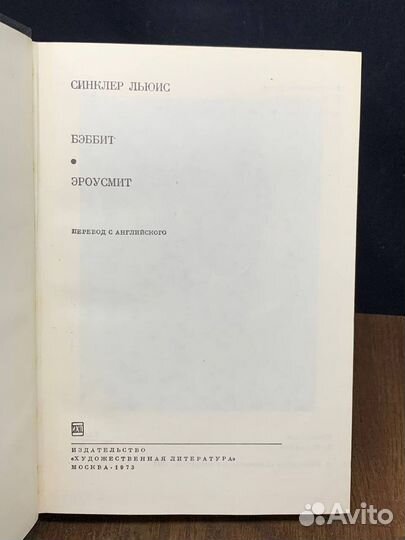 СИНКЛЕР ЛЬЮИС
БЭББИТ
•
ЭРОУСМИТ
ПЕРЕВОД С АНГЛИЙСКОГО
ИЗДАТЕЛЬСТВО
«ХУДОЖЕСТВЕННАЯ ЛИТЕРАТУРА»
МОСКВА · 1973
Avito